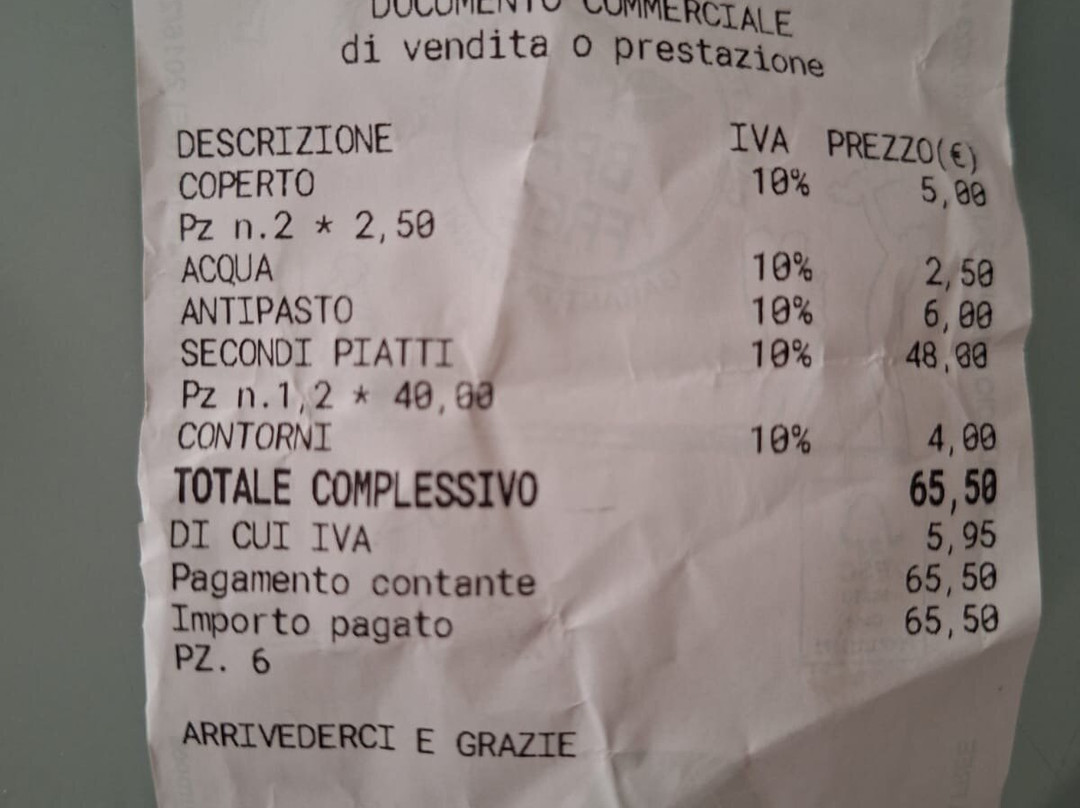 DOCUMENTO COMMERCIALE
di vendita o prestazione
DESCRIZIONE IVA PREZZO(€)
COPERTO 10% 5,00
Pz n.2 * 2,50
ACQUA 10% 2,50
ANTIPASTO 10% 6,00
SECONDI PIATTI 10% 48,00
Pz n.1,2 * 40,00
CONTORNI 10% 4,00
TOTALE COMPLESSIVO 65,50
DI CUI IVA 5,95
Pagamento contante 65,50
Importo pagato 65,50
PZ. 6
ARRIVEDERCI E GRAZIE